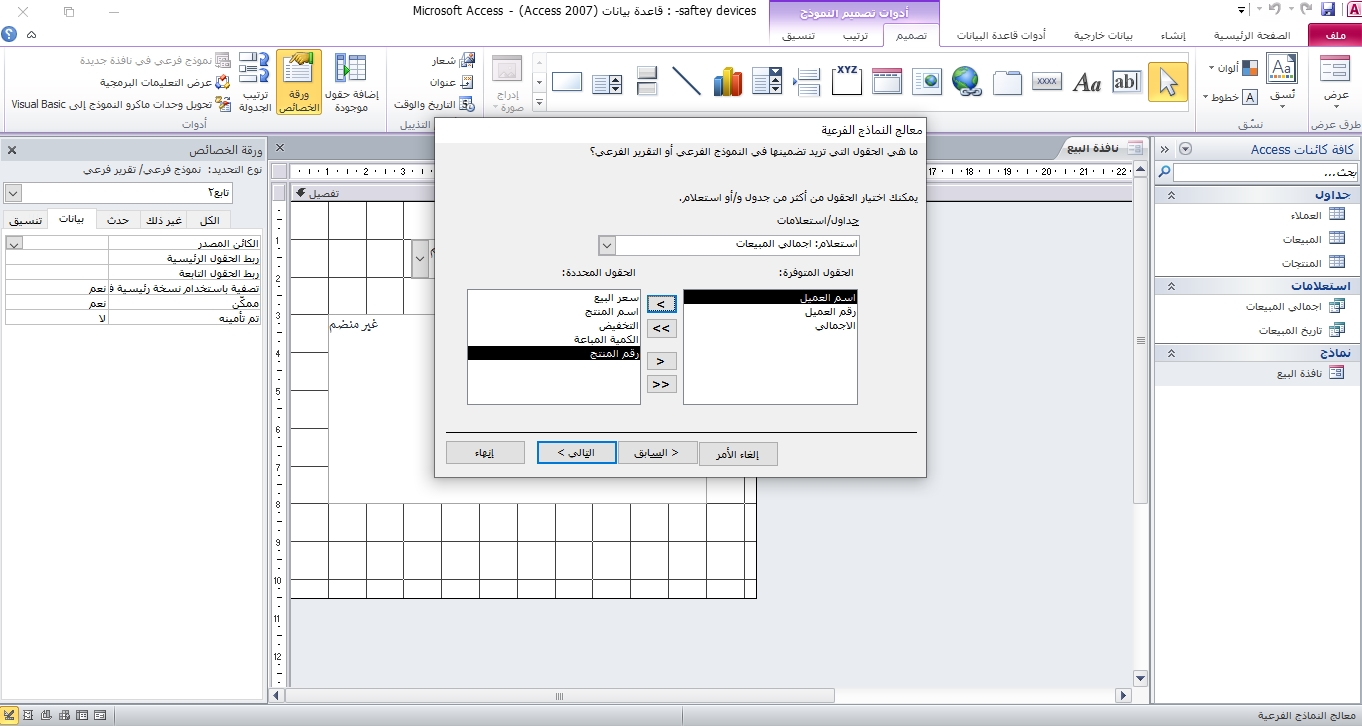 saftey devices- : قاعدة بيانات (Access 2007) - Microsoft Access
أدوات تصميم النموذج
ملف
الصفحة الرئيسية
إنشاء
بيانات خارجية
أدوات قاعدة البيانات
تصميم
ترتيب
تنسيق
عرض
طرق عرض
ألوان
خطوط
نُسق
نسّق
ab|
Aa
XXXX
XYZ
إدراج صورة
شعار
عنوان
التاريخ والوقت
التذييل
إضافة حقول موجودة
ورقة الخصائص
ترتيب الجدولة
نموذج فرعي في نافذة جديدة
عرض التعليمات البرمجية
تحويل وحدات ماكرو النموذج إلى Visual Basic
أدوات
كافة كائنات Access
بحث...
جداول
العملاء
المبيعات
المنتجات
استعلامات
اجمالي المبيعات
تاريخ المبيعات
نماذج
نافذة البيع
نافذة البيع
تفصيل
غير منضم
معالج النماذج الفرعية
ما هي الحقول التي تريد تضمينها في النموذج الفرعي أو التقرير الفرعي؟
يمكنك اختيار الحقول من أكثر من جدول و/أو استعلام.
جداول/استعلامات
استعلام: اجمالي المبيعات
الحقول المتوفرة:
الحقول المحددة:
اسم العميل
رقم العميل
الاجمالي
سعر البيع
اسم المنتج
التخفيض
الكمية المباعة
رقم المنتج
<
<<
>
>>
إلغاء الأمر
< السابق
التالي >
إنهاء
ورقة الخصائص
نوع التحديد: نموذج فرعي/ تقرير فرعي
تابع٢
الكل
غير ذلك
حدث
بيانات
تنسيق
الكائن المصدر
ربط الحقول الرئيسية
ربط الحقول التابعة
تصفية باستخدام نسخة رئيسية ف نعم
ممكّن نعم
تم تأمينه لا
معالج النماذج الفرعية